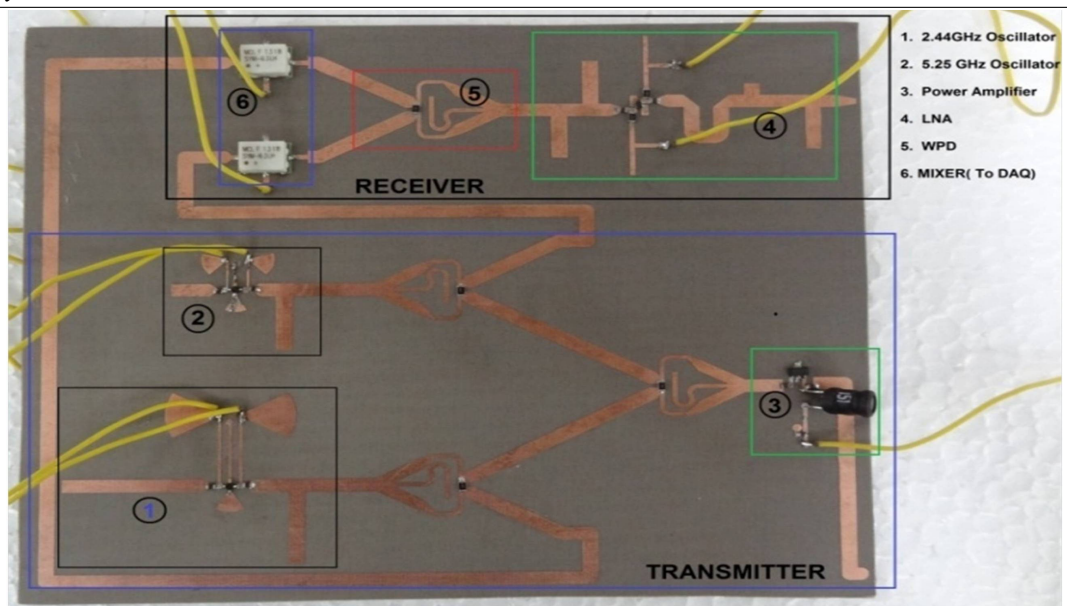 1. 2.44GHz Oscillator
2. 5.25 GHz Oscillator
3. Power Amplifier
4. LNA
5. WPD
6. MIXER( To DAQ)
6
5
4
RECEIVER
2
3
1
TRANSMITTER